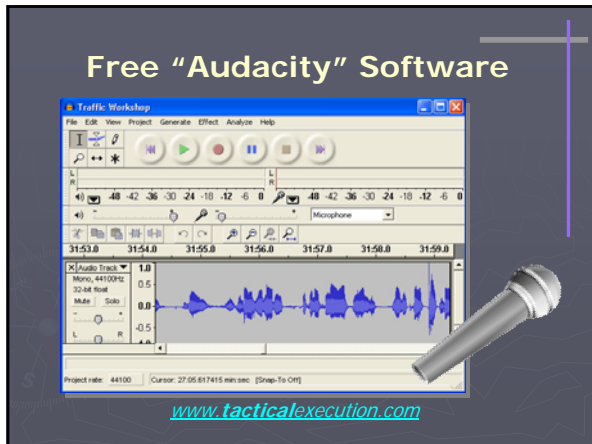 Free “Audacity” Software
Traffic Workshop
File Edit View Project Generate Effect Analyze Help
L
R
L
R
-48 -42 -36 -30 -24 -18 -12 -6 0
-48 -42 -36 -30 -24 -18 -12 -6 0
Microphone
31:53.0 31:54.0 31:55.0 31:56.0 31:57.0 31:58.0 31:59.0
X Audio Track
Mono, 44100Hz
32-bit float
Mute Solo
- +
L R
1.0
0.5
0.0
-0.5
Project rate: 44100 Cursor: 27:05.617415 min:sec [Snap-To Off]
www.tacticalexecution.com